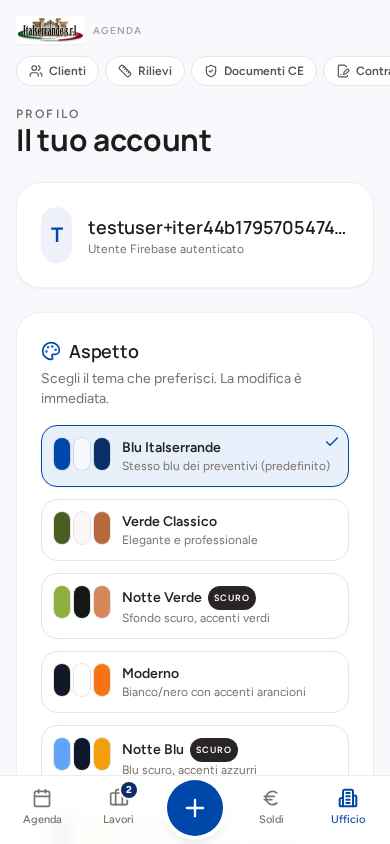 Italserrande s.r.l.
AGENDA
Clienti
Rilievi
Documenti CE
Contra
PROFILO
Il tuo account
T
testuser+iter44b1795705474...
Utente Firebase autenticato
Aspetto
Scegli il tema che preferisci. La modifica è
immediata.
Blu Italserrande
Stesso blu dei preventivi (predefinito)
Verde Classico
Elegante e professionale
Notte Verde SCURO
Sfondo scuro, accenti verdi
Moderno
Bianco/nero con accenti arancioni
Notte Blu SCURO
Blu scuro, accenti azzurri
2
Agenda
Lavori
Soldi
Ufficio